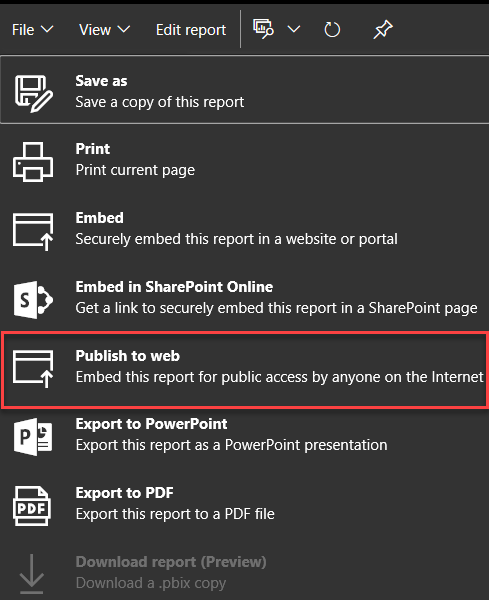 File View Edit report
Save as
Save a copy of this report
Print
Print current page
Embed
Securely embed this report in a website or portal
S
Embed in SharePoint Online
Get a link to securely embed this report in a SharePoint page
Publish to web
Embed this report for public access by anyone on the Internet
P
Export to PowerPoint
Export this report as a PowerPoint presentation
PDF
Export to PDF
Export this report to a PDF file
Download report (Preview)
Download a .pbix copy